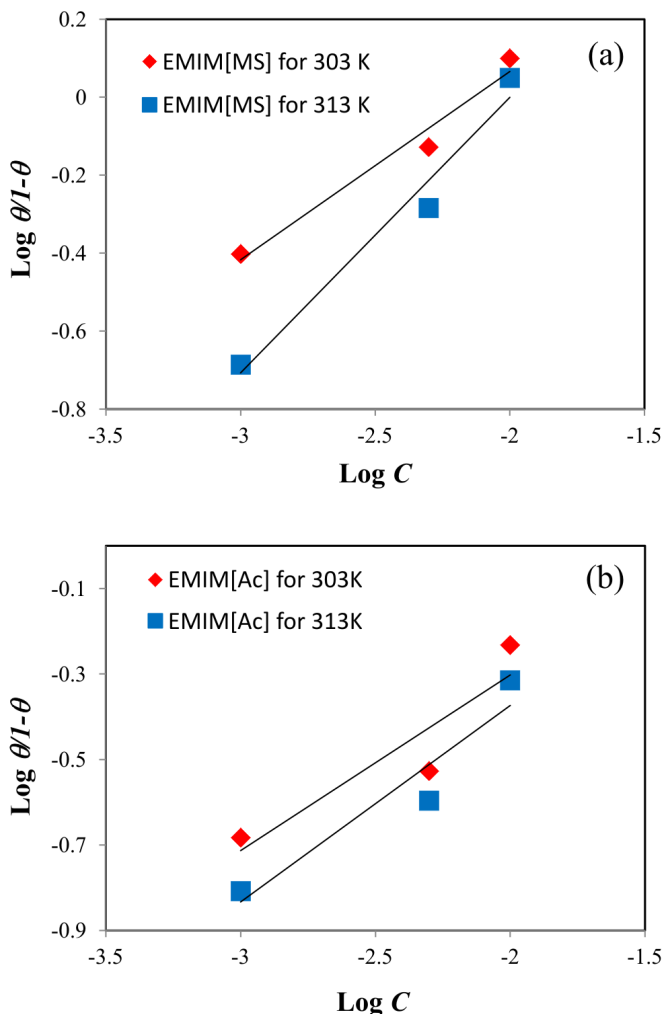 0.2
(a)
EMIM[MS] for 303 K
EMIM[MS] for 313 K
0
-0.2
-0.4
-0.6
-0.8
Log θ/1-θ
-3.5 -3 -2.5 -2 -1.5
Log C
(b)
EMIM[Ac] for 303K
EMIM[Ac] for 313K
-0.1
-0.3
-0.5
-0.7
-0.9
Log θ/1-θ
-3.5 -3 -2.5 -2 -1.5
Log C